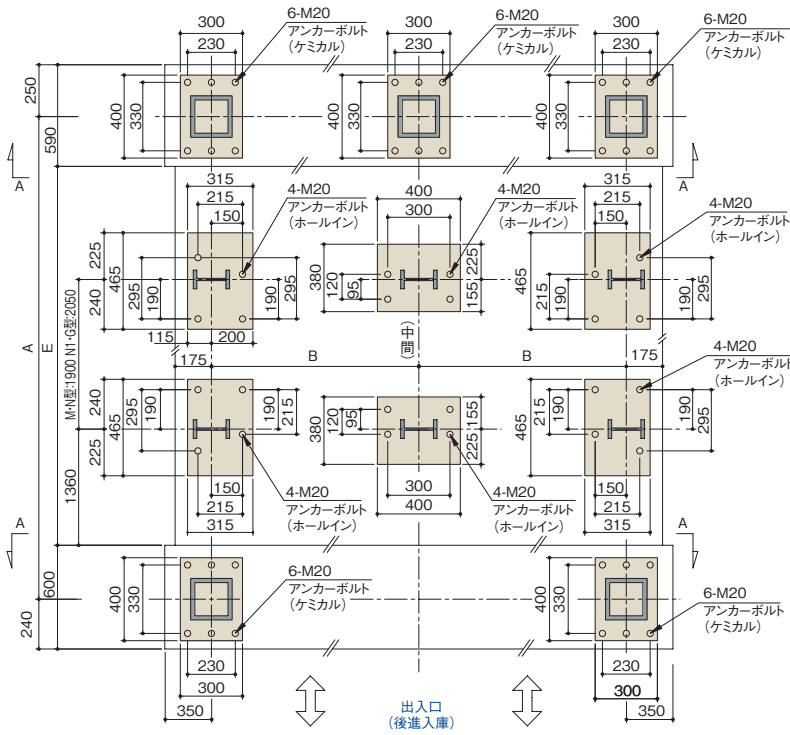 300
230
6-M20
アンカーボルト
(ケミカル)
300
230
6-M20
アンカーボルト
(ケミカル)
300
230
6-M20
アンカーボルト
(ケミカル)
250
590
400
330
400
330
400
330
A
A
315
215
150
4-M20
アンカーボルト
(ホールイン)
400
300
4-M20
アンカーボルト
(ホールイン)
315
215
150
4-M20
アンカーボルト
(ホールイン)
225
465
240
295
190
190
295
380
120
95
225
155
465
215
190
190
295
115
200
175
B
(中間)
B
175
A
E
M・N型:1900 N1・G型:2050
4-M20
アンカーボルト
(ホールイン)
240
465
225
295
190
190
215
380
120
95
155
225
465
215
190
190
295
1360
150
215
315
4-M20
アンカーボルト
(ホールイン)
300
400
4-M20
アンカーボルト
(ホールイン)
150
215
315
A
A
600
240
400
330
6-M20
アンカーボルト
(ケミカル)
400
330
6-M20
アンカーボルト
(ケミカル)
230
300
350
出入口
(後進入庫)
230
300
350